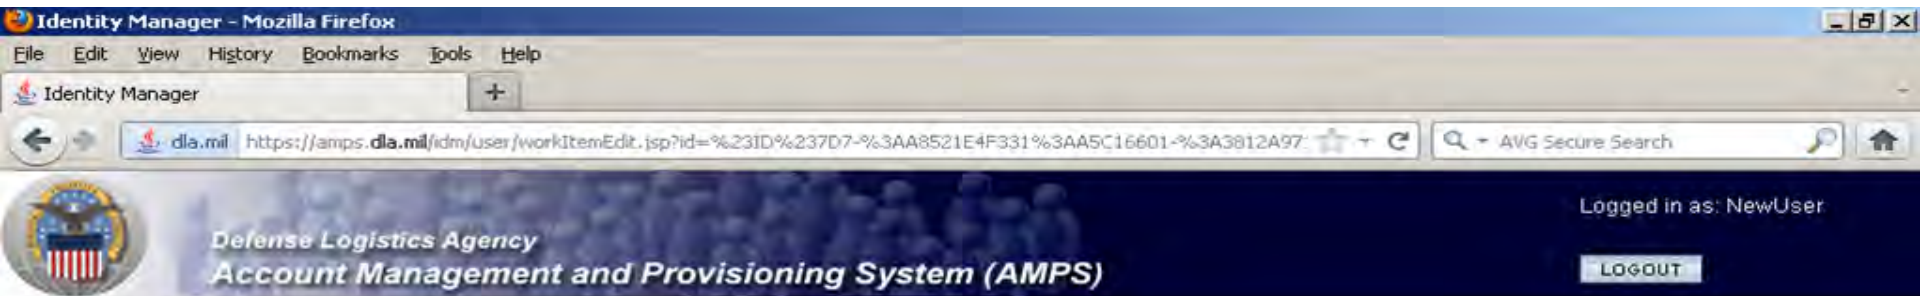 Identity Manager - Mozilla Firefox
File Edit View History Bookmarks Tools Help
Identity Manager
dla.mil https://amps.dla.mil/idm/user/workItemEdit.jsp?id=%23ID%237D7-%3AA8521E4F331%3AA5C16601-%3A3812A97 AVG Secure Search
Logged in as: NewUser
Defense Logistics Agency
Account Management and Provisioning System (AMPS)
LOGOUT